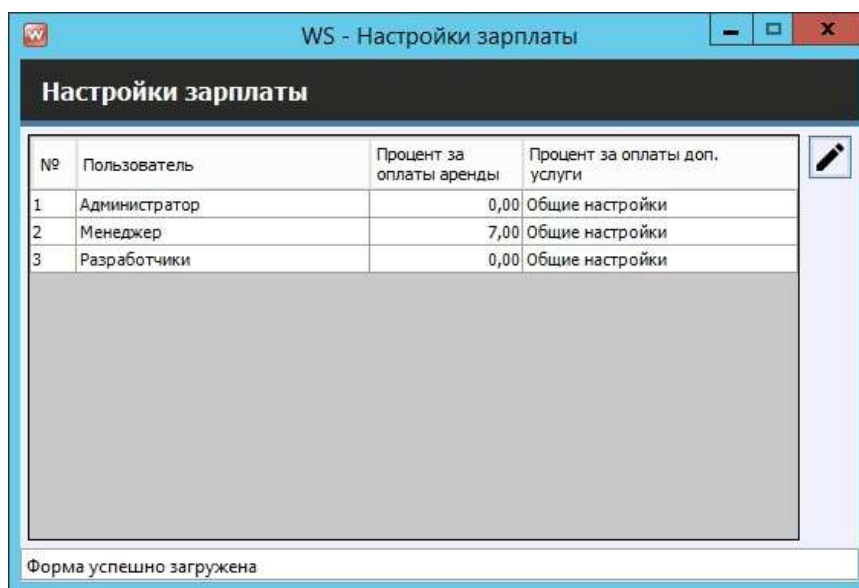 WS - Настройки зарплаты
Настройки зарплаты
№ Пользователь Процент за оплаты аренды Процент за оплаты доп. услуги
1 Администратор 0,00 Общие настройки
2 Менеджер 7,00 Общие настройки
3 Разработчики 0,00 Общие настройки
Форма успешно загружена